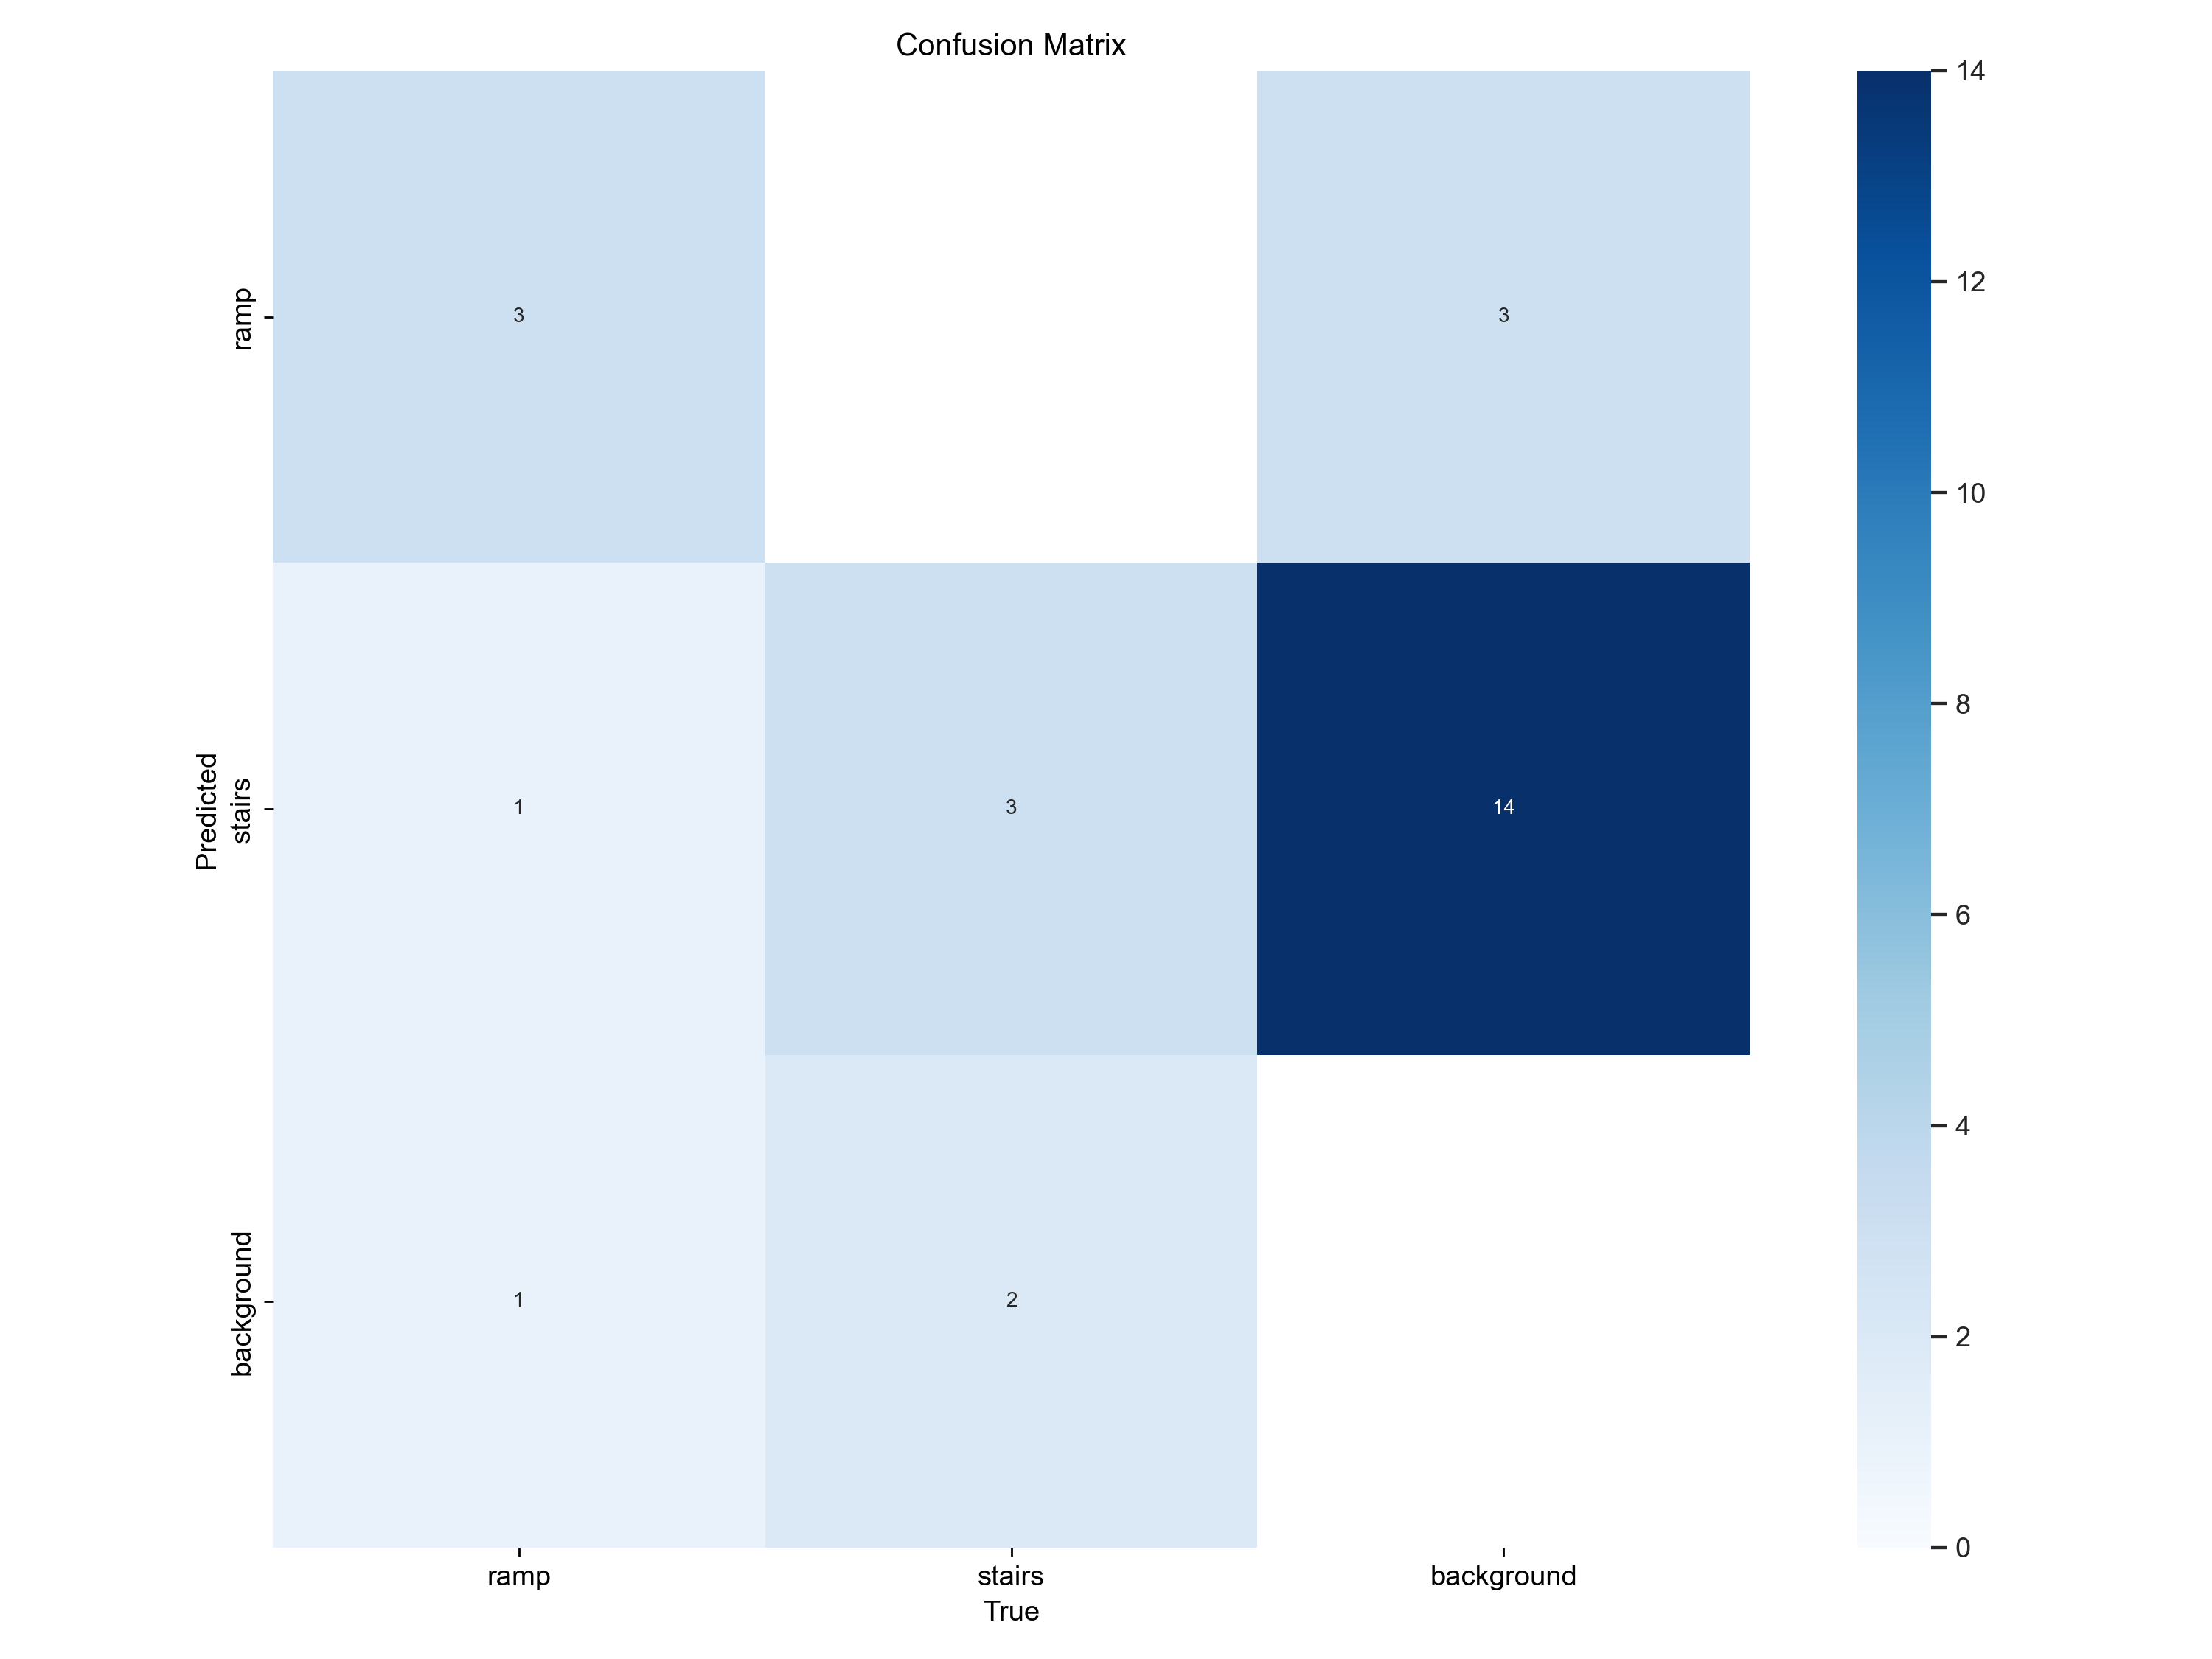 Confusion Matrix
ramp
3
3
Predicted
stairs
1
3
14
background
1
2
ramp
stairs
background
True
14
12
10
8
6
4
2
0